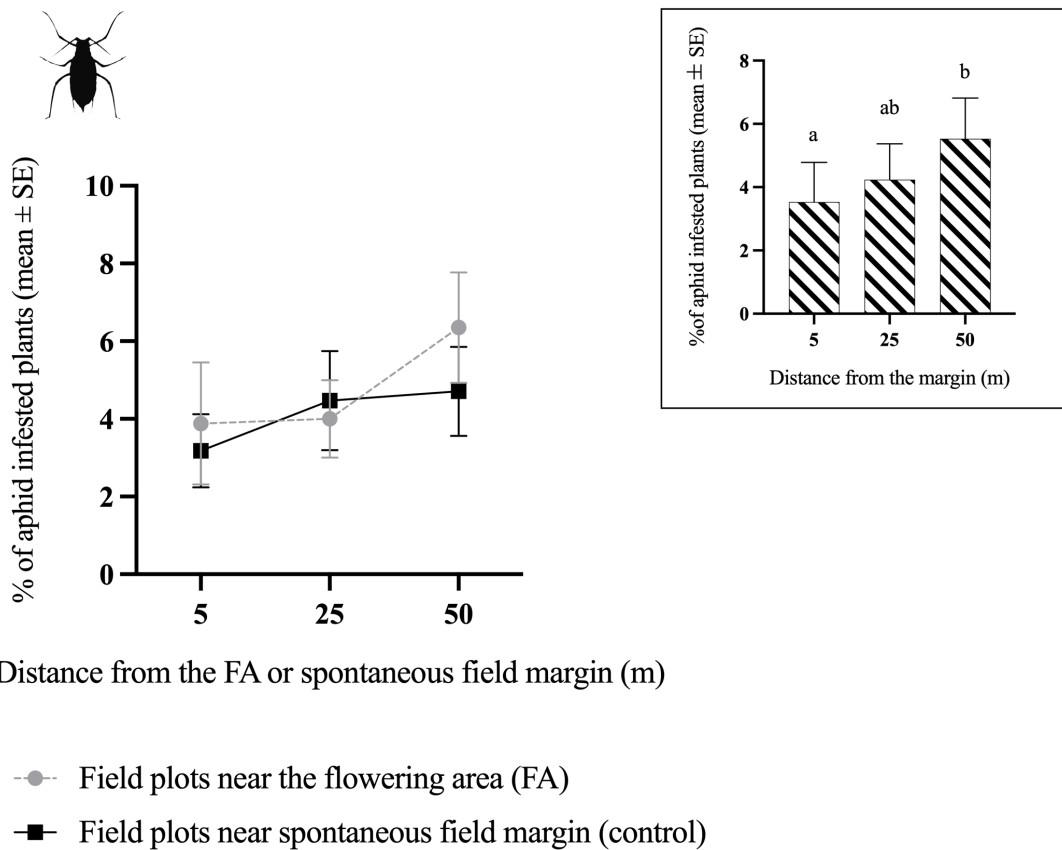 % of aphid infested plants (mean ± SE)
10
8
6
4
2
0
5 25 50
Distance from the FA or spontaneous field margin (m)
Field plots near the flowering area (FA)
Field plots near spontaneous field margin (control)
%of aphid infested plants (mean ± SE)
8
6
4
2
0
a
ab
b
5 25 50
Distance from the margin (m)